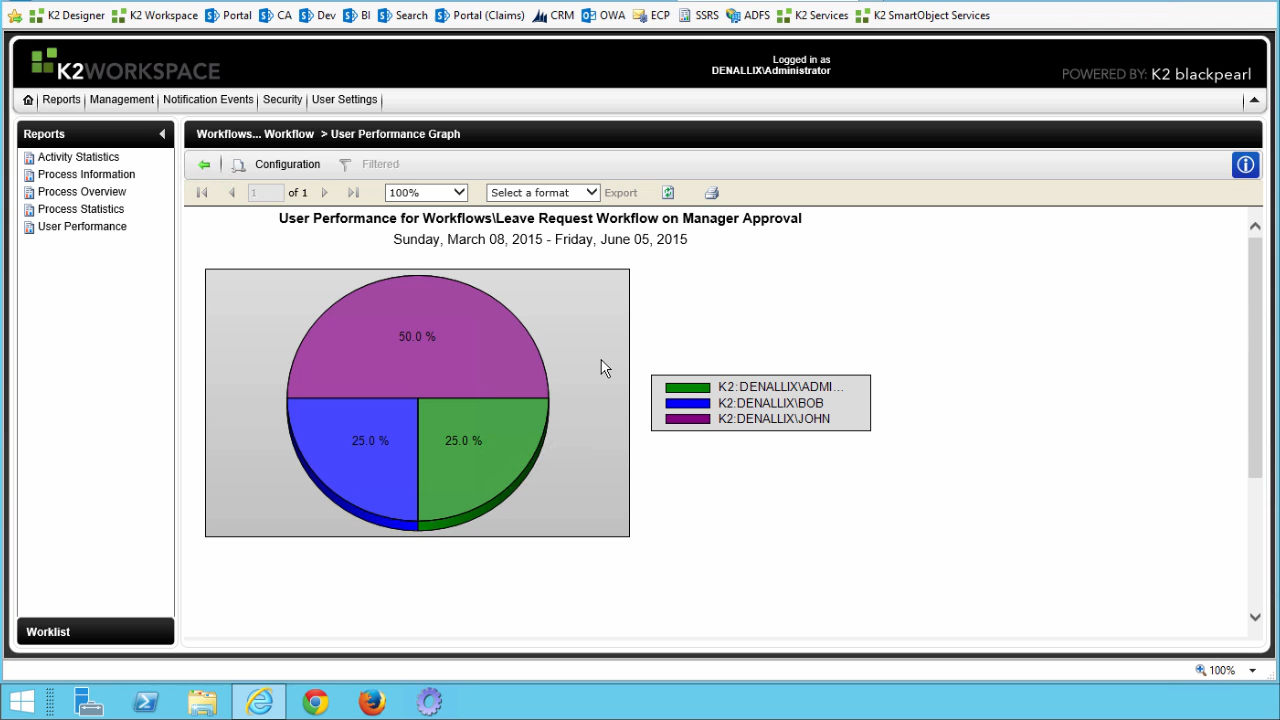 K2 Designer K2 Workspace Portal CA Dev BI Search Portal (Claims) CRM OWA ECP SSRS ADFS K2 Services K2 SmartObject Services
K2WORKSPACE
Logged in as
DENALLIX\Administrator
POWERED BY: K2 blackpearl
Reports Management Notification Events Security User Settings
Reports
Activity Statistics
Process Information
Process Overview
Process Statistics
User Performance
Worklist
Workflows... Workflow > User Performance Graph
Configuration Filtered
1 of 1 100% Select a format Export
User Performance for Workflows\Leave Request Workflow on Manager Approval
Sunday, March 08, 2015 - Friday, June 05, 2015
50.0 %
25.0 % 25.0 %
K2:DENALLIX\ADMI...
K2:DENALLIX\BOB
K2:DENALLIX\JOHN
100%